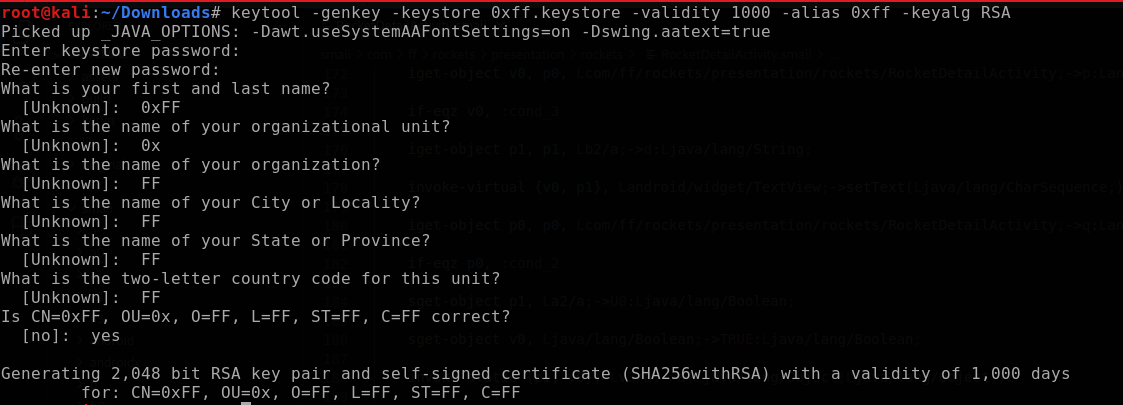 root@kali:~/Downloads# keytool -genkey -keystore 0xff.keystore -validity 1000 -alias 0xff -keyalg RSA
Picked up _JAVA_OPTIONS: -Dawt.useSystemAAFontSettings=on -Dswing.aatext=true
Enter keystore password:
Re-enter new password:
What is your first and last name?
  [Unknown]:  0xFF
What is the name of your organizational unit?
  [Unknown]:  0x
What is the name of your organization?
  [Unknown]:  FF
What is the name of your City or Locality?
  [Unknown]:  FF
What is the name of your State or Province?
  [Unknown]:  FF
What is the two-letter country code for this unit?
  [Unknown]:  FF
Is CN=0xFF, OU=0x, O=FF, L=FF, ST=FF, C=FF correct?
  [no]:  yes

Generating 2,048 bit RSA key pair and self-signed certificate (SHA256withRSA) with a validity of 1,000 days
        for: CN=0xFF, OU=0x, O=FF, L=FF, ST=FF, C=FF